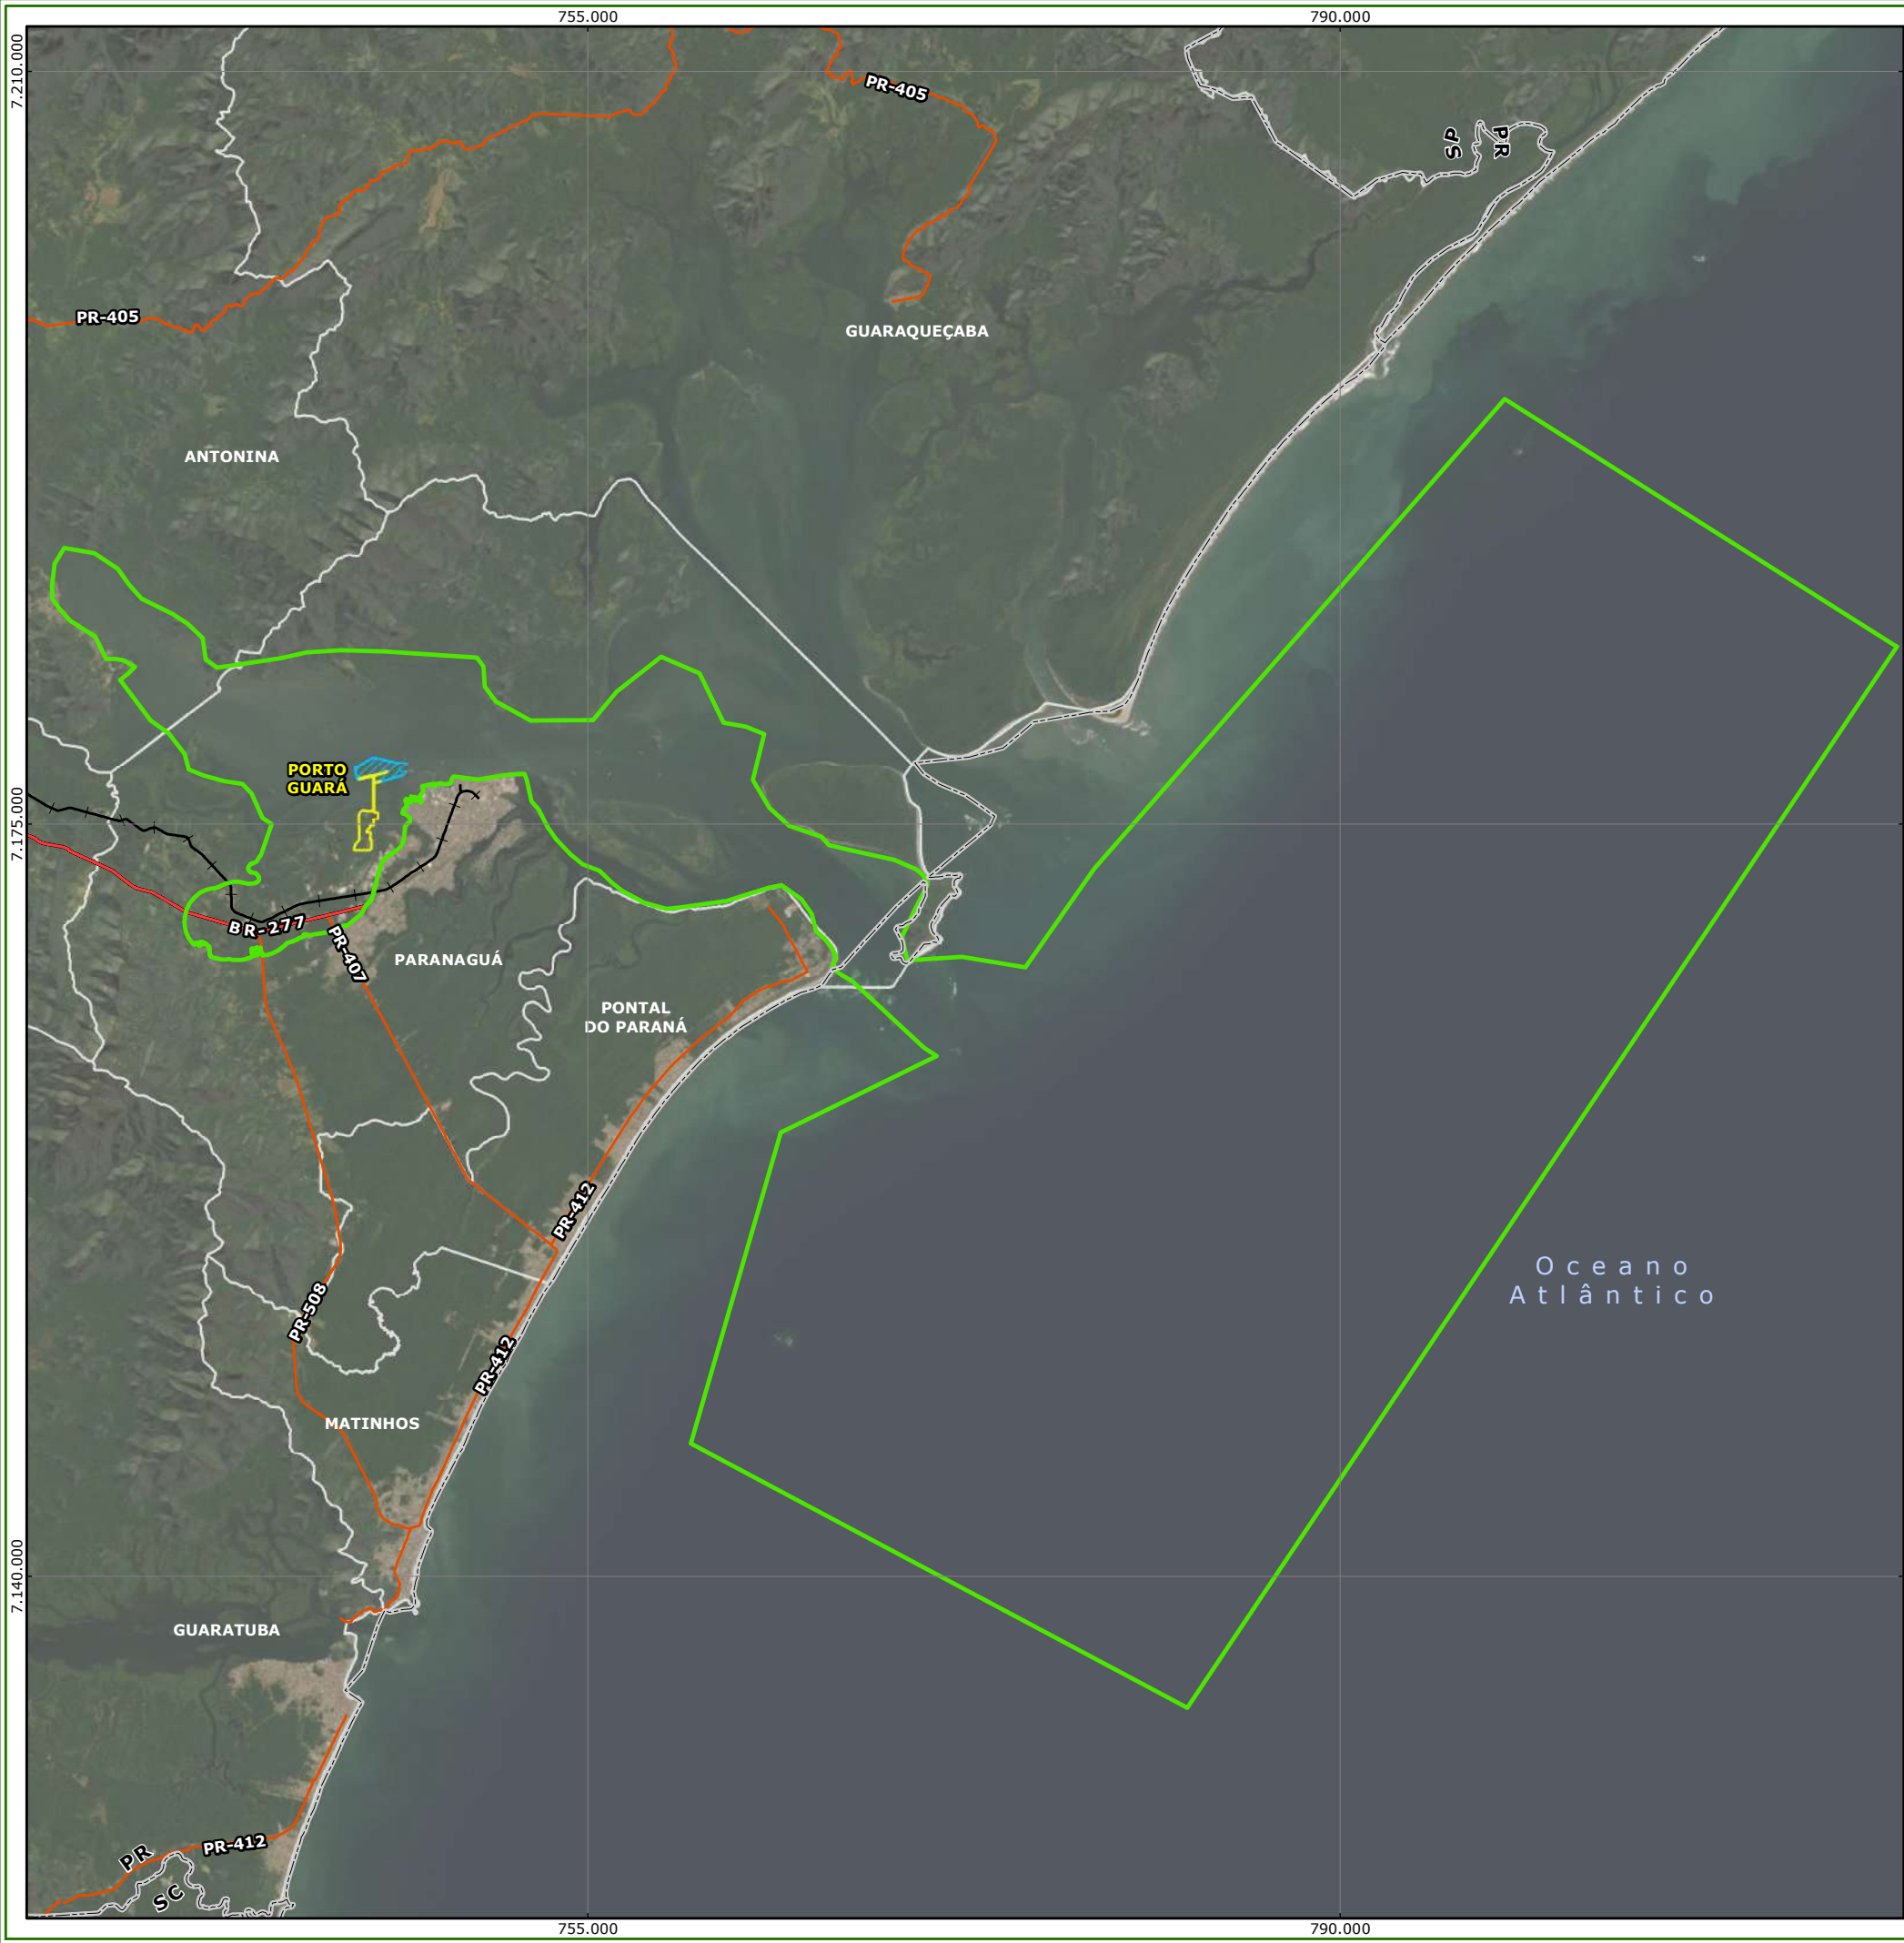 755.000
790.000
7.210.000
PR-405
SP
PR
PR-405
GUARAQUEÇABA
ANTONINA
PORTO
GUARÁ
7.175.000
BR-277
PR-407
PARANAGUÁ
PONTAL
DO PARANÁ
PR-412
Oceano
Atlântico
PR-508
PR-412
MATINHOS
7.140.000
GUARATUBA
PR-412
PR
SC
755.000
790.000